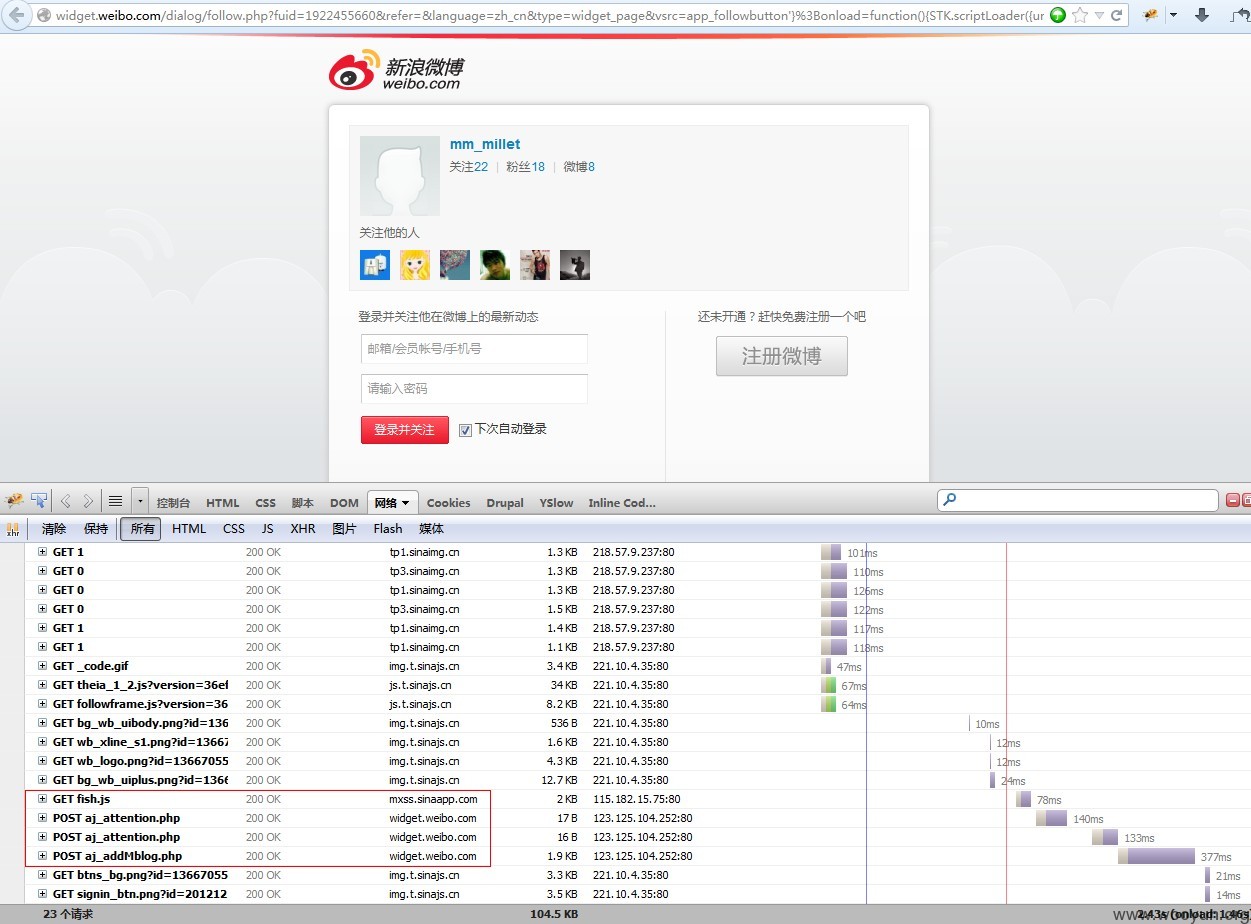 widget.weibo.com/dialog/follow.php?fuid=1922455660&refer=&language=zh_cn&type=widget_page&vsrc=app_followbutton'}%3Bonload=function(){STK.scriptLoader({ur
新浪微博
weibo.com
mm_millet
关注22 | 粉丝18 | 微博8
关注他的人
登录并关注他在微博上的最新动态
还未开通？赶快免费注册一个吧
邮箱/会员帐号/手机号
注册微博
请输入密码
登录并关注 下次自动登录
控制台 HTML CSS 脚本 DOM 网络 Cookies Drupal YSlow Inline Cod...
xhr 清除 保持 所有 HTML CSS JS XHR 图片 Flash 媒体
GET 1 200 OK tp1.sinaimg.cn 1.3 KB 218.57.9.237:80 101ms
GET 0 200 OK tp3.sinaimg.cn 1.3 KB 218.57.9.237:80 110ms
GET 0 200 OK tp1.sinaimg.cn 1.3 KB 218.57.9.237:80 126ms
GET 0 200 OK tp3.sinaimg.cn 1.5 KB 218.57.9.237:80 122ms
GET 1 200 OK tp1.sinaimg.cn 1.4 KB 218.57.9.237:80 117ms
GET 1 200 OK tp1.sinaimg.cn 1.1 KB 218.57.9.237:80 118ms
GET _code.gif 200 OK img.t.sinajs.cn 3.4 KB 221.10.4.35:80 47ms
GET theia_1_2.js?version=36ef 200 OK js.t.sinajs.cn 34 KB 221.10.4.35:80 67ms
GET followframe.js?version=36 200 OK js.t.sinajs.cn 8.2 KB 221.10.4.35:80 64ms
GET bg_wb_uibody.png?id=136 200 OK img.t.sinajs.cn 536 B 221.10.4.35:80 10ms
GET wb_xline_s1.png?id=13667 200 OK img.t.sinajs.cn 1.6 KB 221.10.4.35:80 12ms
GET wb_logo.png?id=13667055 200 OK img.t.sinajs.cn 4.3 KB 221.10.4.35:80 12ms
GET bg_wb_uiplus.png?id=1366 200 OK img.t.sinajs.cn 12.7 KB 221.10.4.35:80 24ms
GET fish.js 200 OK mxss.sinaapp.com 2 KB 115.182.15.75:80 78ms
POST aj_attention.php 200 OK widget.weibo.com 17 B 123.125.104.252:80 140ms
POST aj_attention.php 200 OK widget.weibo.com 16 B 123.125.104.252:80 133ms
POST aj_addMblog.php 200 OK widget.weibo.com 1.9 KB 123.125.104.252:80 377ms
GET btns_bg.png?id=13667055 200 OK img.t.sinajs.cn 3.3 KB 221.10.4.35:80 21ms
GET signin_btn.png?id=201212 200 OK img.t.sinajs.cn 3.5 KB 221.10.4.35:80 14ms
23 个请求 104.5 KB 2.43s (onload: 1.46s